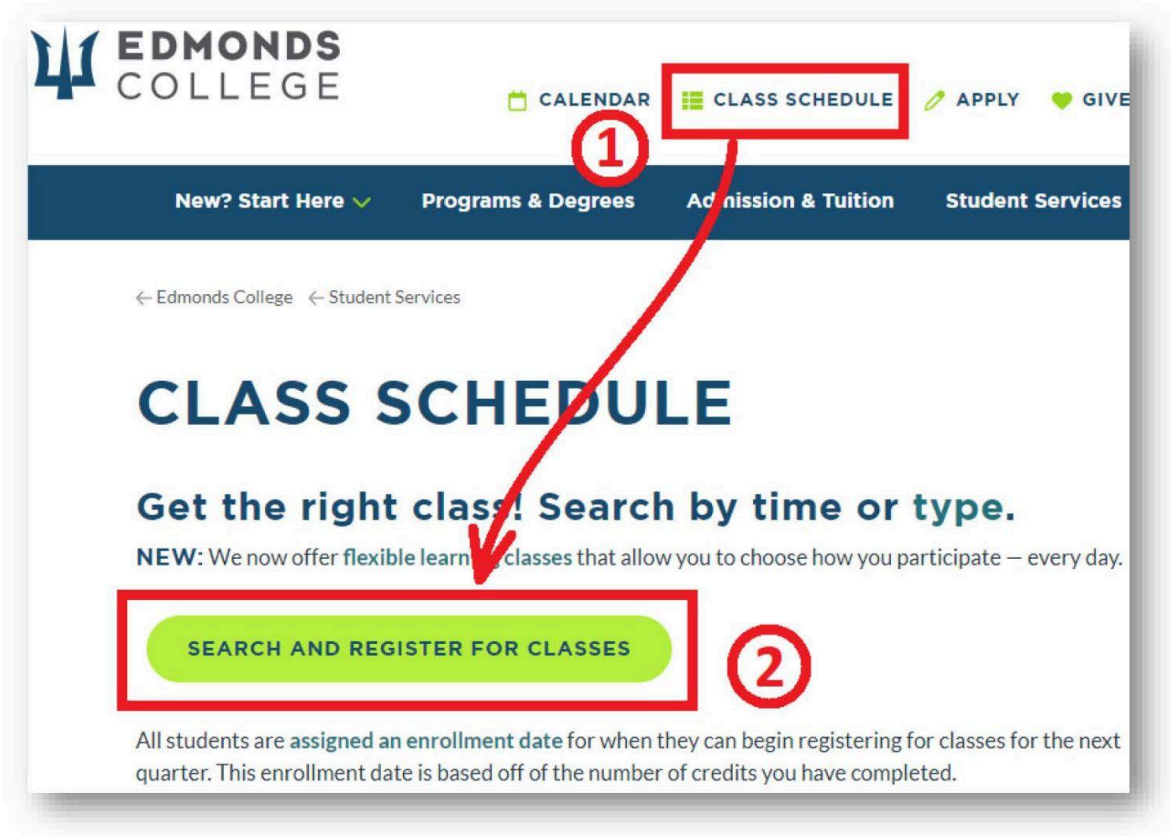 EDMONDS
COLLEGE
CALENDAR CLASS SCHEDULE APPLY GIVE
1
New? Start Here Programs & Degrees Admission & Tuition Student Services
← Edmonds College ← Student Services
CLASS SCHEDULE
Get the right class! Search by time or type.
NEW: We now offer flexible learning classes that allow you to choose how you participate — every day.
SEARCH AND REGISTER FOR CLASSES
2
All students are assigned an enrollment date for when they can begin registering for classes for the next
quarter. This enrollment date is based off of the number of credits you have completed.